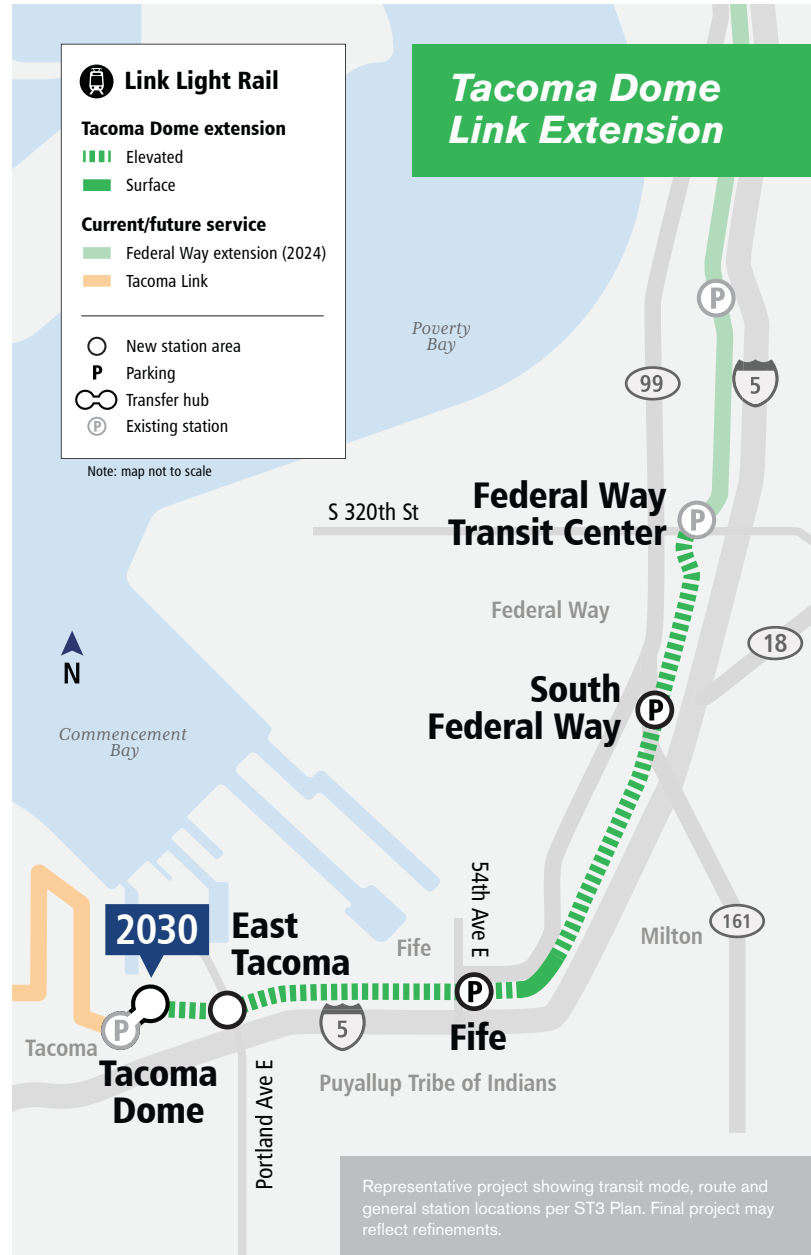 Tacoma Dome
Link Extension
Link Light Rail
Tacoma Dome extension
Elevated
Surface
Current/future service
Federal Way extension (2024)
Tacoma Link
New station area
P Parking
Transfer hub
P Existing station
Note: map not to scale
Poverty
Bay
P
99
5
Federal Way
Transit Center
P
S 320th St
Federal Way
18
N
South
Federal Way
P
Commencement
Bay
54th Ave E
161
Milton
2030
East
Tacoma
Fife
P
Fife
5
P
Tacoma
Tacoma
Dome
Puyallup Tribe of Indians
Portland Ave E
Representative project showing transit mode, route and
general station locations per ST3 Plan. Final project may
reflect refinements.